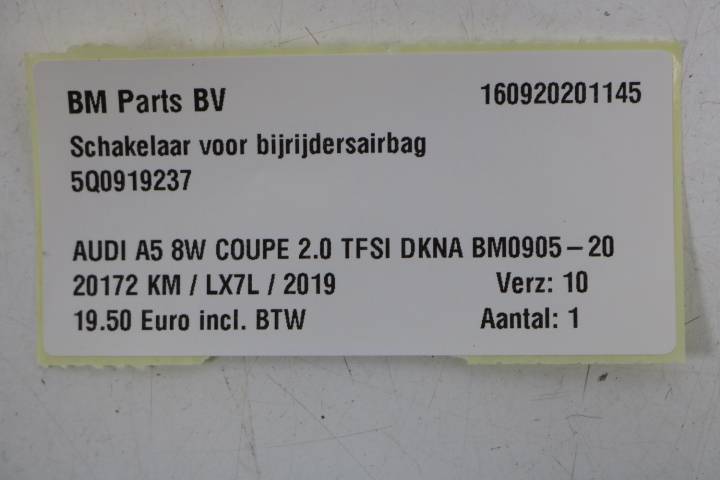 BM Parts BV 160920201145
Schakelaar voor bijrijdersairbag
5Q0919237
AUDI A5 8W COUPE 2.0 TFSI DKNA BM0905-20
20172 KM / LX7L / 2019 Verz: 10
19.50 Euro incl. BTW Aantal: 1